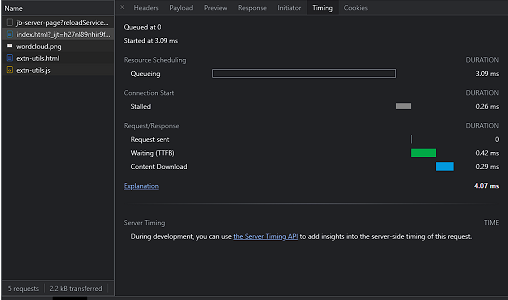 Name
Headers Payload Preview Response Initiator Timing Cookies
jb-server-page?reloadService...
index.html?_ijt=h27nl89nhir9f...
wordcloud.png
extn-utils.html
extn-utils.js
Queued at 0
Started at 3.09 ms
Resource Scheduling DURATION
Queueing 3.09 ms
Connection Start DURATION
Stalled 0.26 ms
Request/Response DURATION
Request sent 0
Waiting (TTFB) 0.42 ms
Content Download 0.29 ms
Explanation 4.07 ms
Server Timing TIME
During development, you can use the Server Timing API to add insights into the server-side timing of this request.
5 requests 2.2 kB transferred